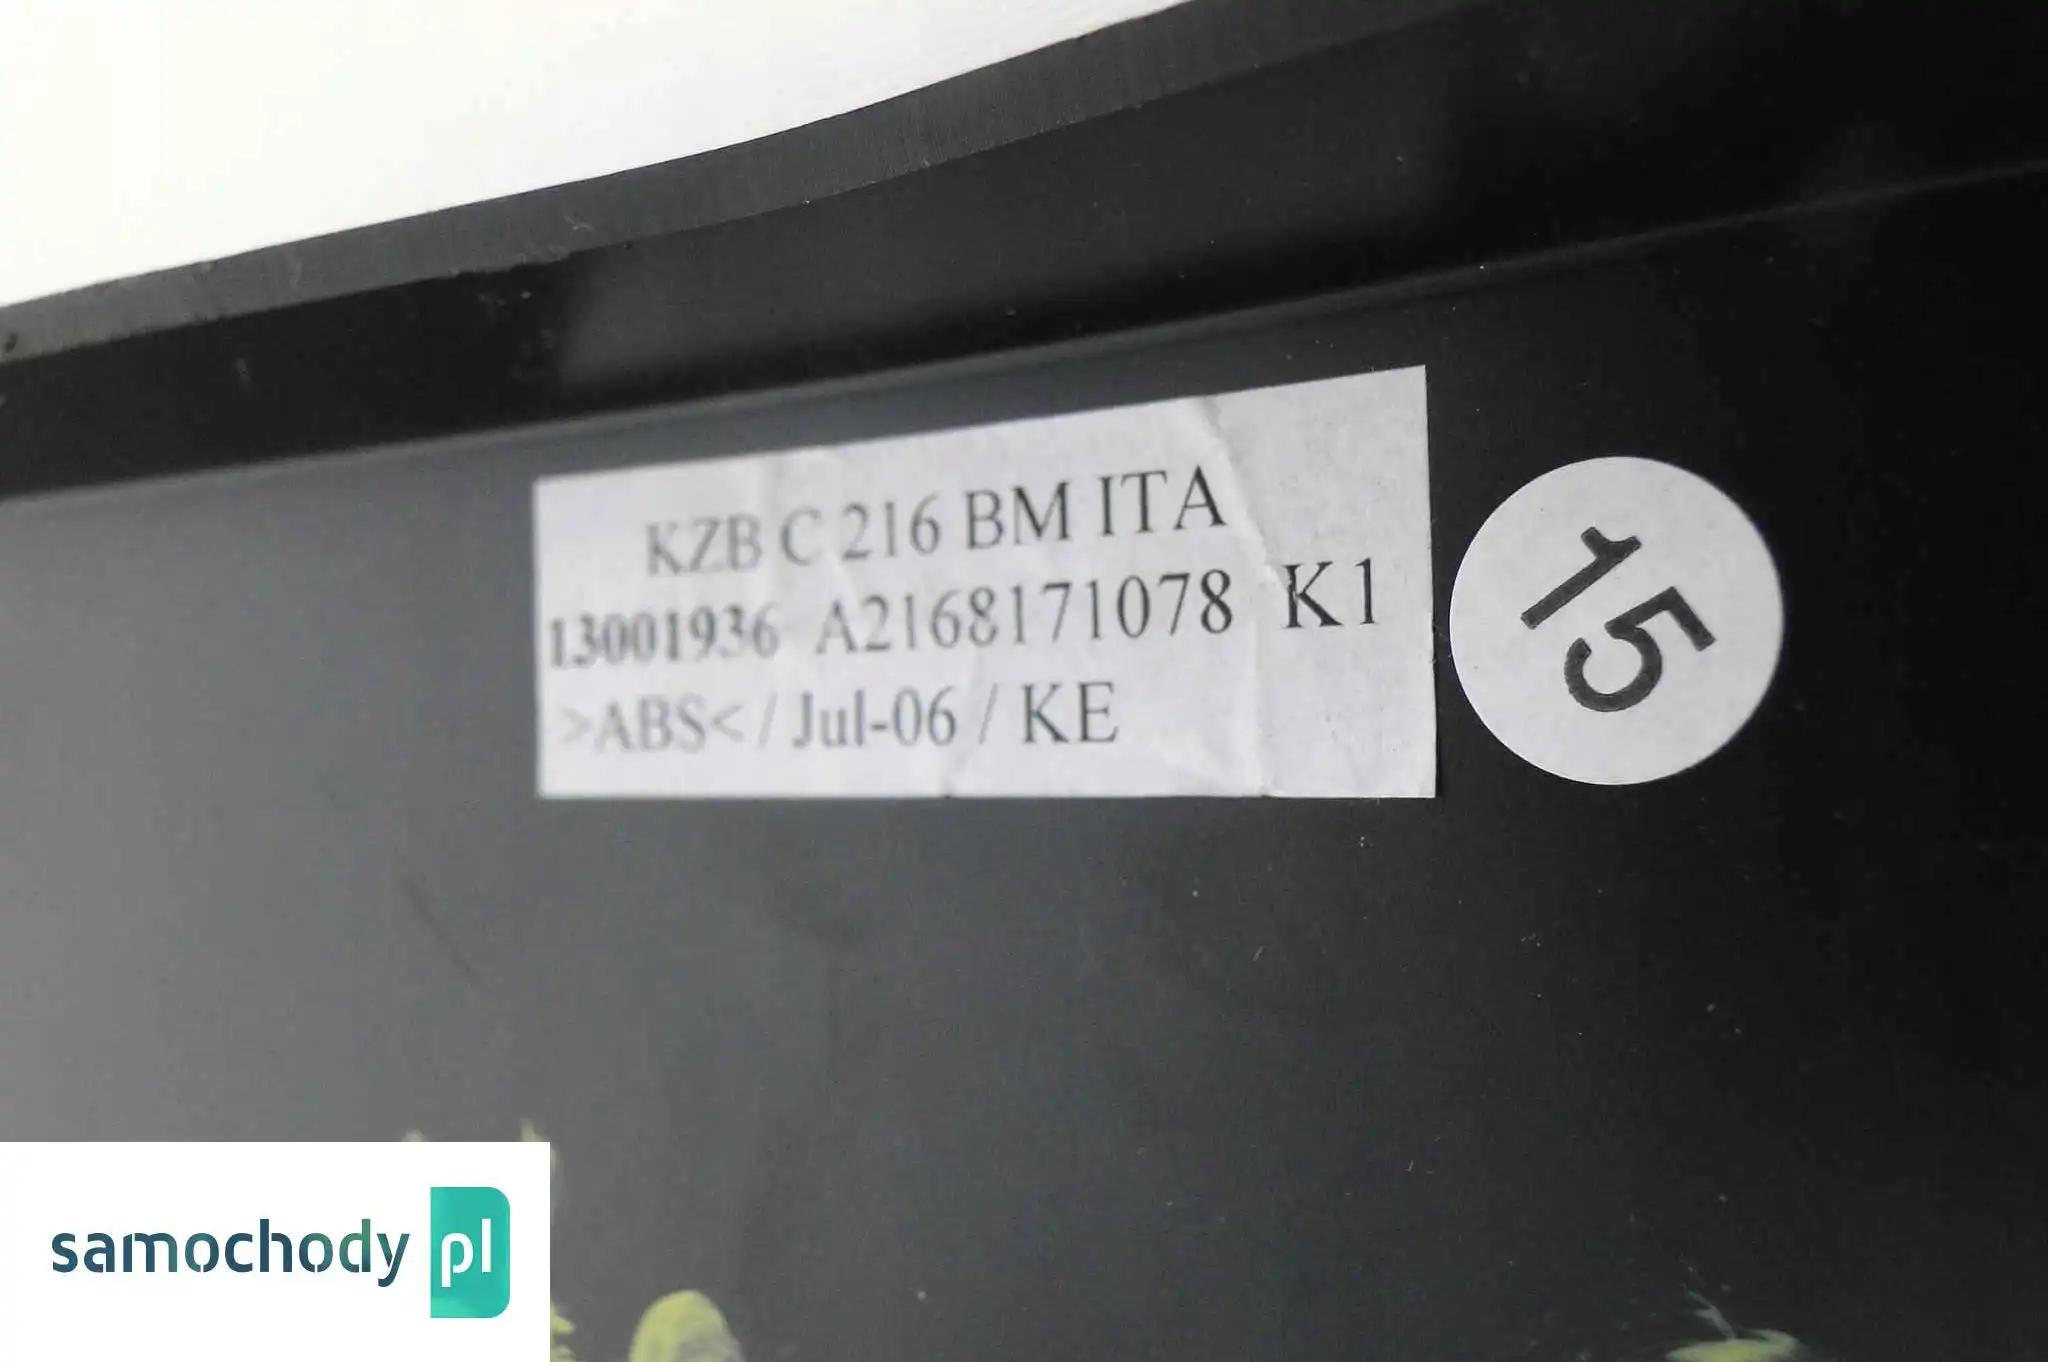 KZB C 216 BM ITA
13001936 A2168171078 K1
>ABS< / Jul-06 / KE
15
samochody pl